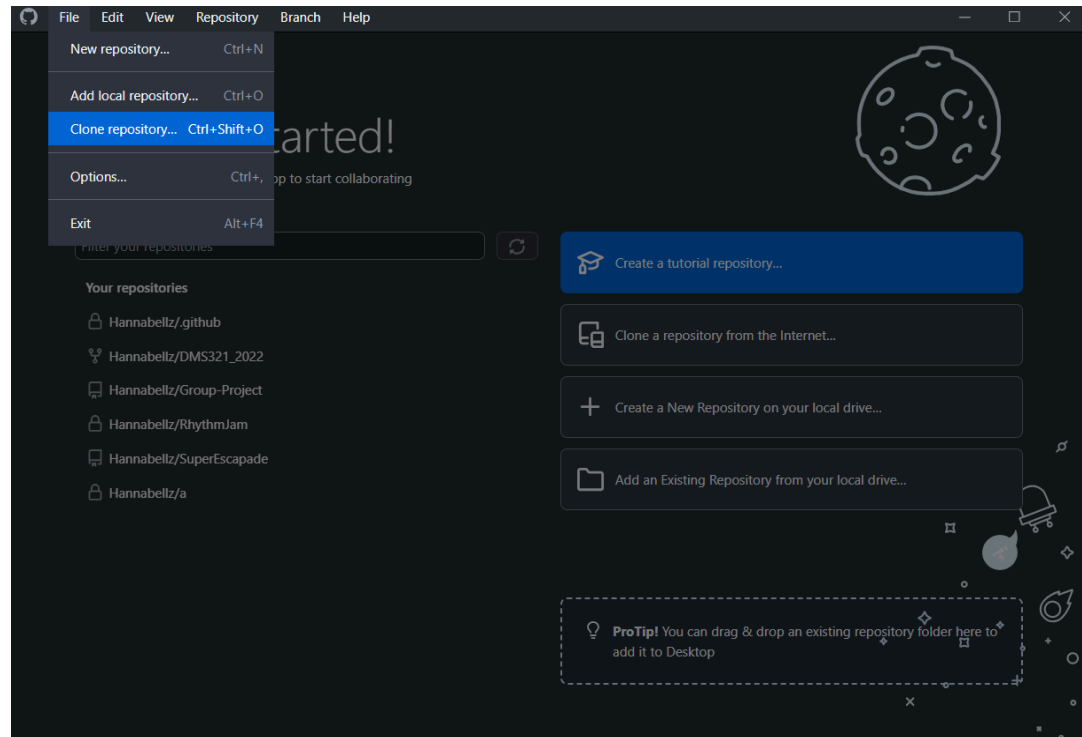 File Edit View Repository Branch Help
New repository... Ctrl+N
Add local repository... Ctrl+O
Clone repository... Ctrl+Shift+O
Options... Ctrl+,
Exit Alt+F4
arted!
pp to start collaborating
Filter your repositories
Your repositories
Hannabellz/.github
Hannabellz/DMS321_2022
Hannabellz/Group-Project
Hannabellz/RhythmJam
Hannabellz/SuperEscapade
Hannabellz/a
Create a tutorial repository...
Clone a repository from the Internet...
Create a New Repository on your local drive...
Add an Existing Repository from your local drive...
ProTip! You can drag & drop an existing repository folder here to
add it to Desktop